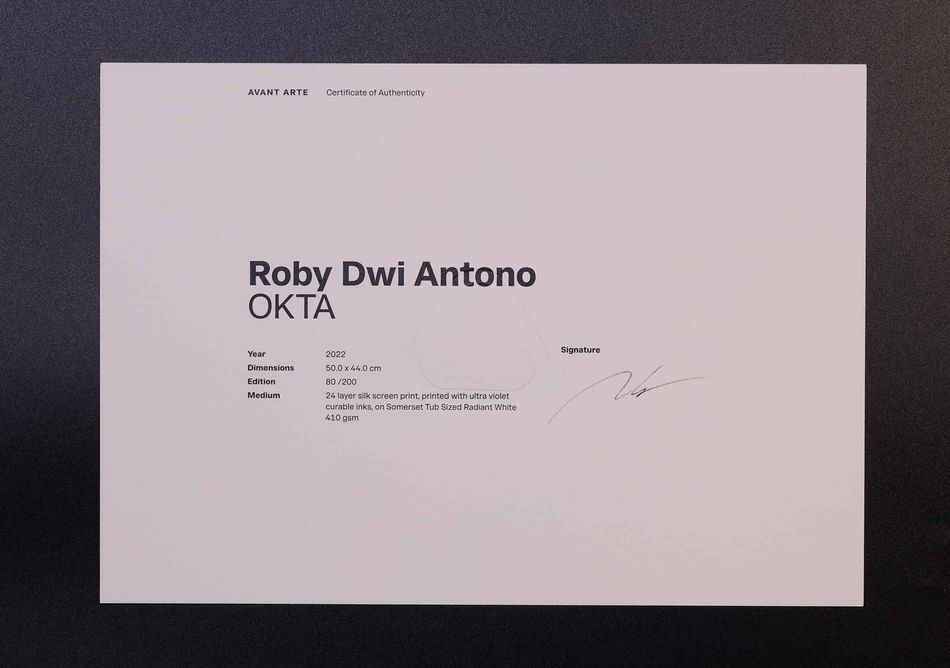 AVANT ARTE Certificate of Authenticity
Roby Dwi Antono
OKTA
Year 2022
Dimensions 50.0 x 44.0 cm
Edition 80 /200
Medium 24 layer silk screen print, printed with ultra violet
curable inks, on Somerset Tub Sized Radiant White
410 gsm
Signature